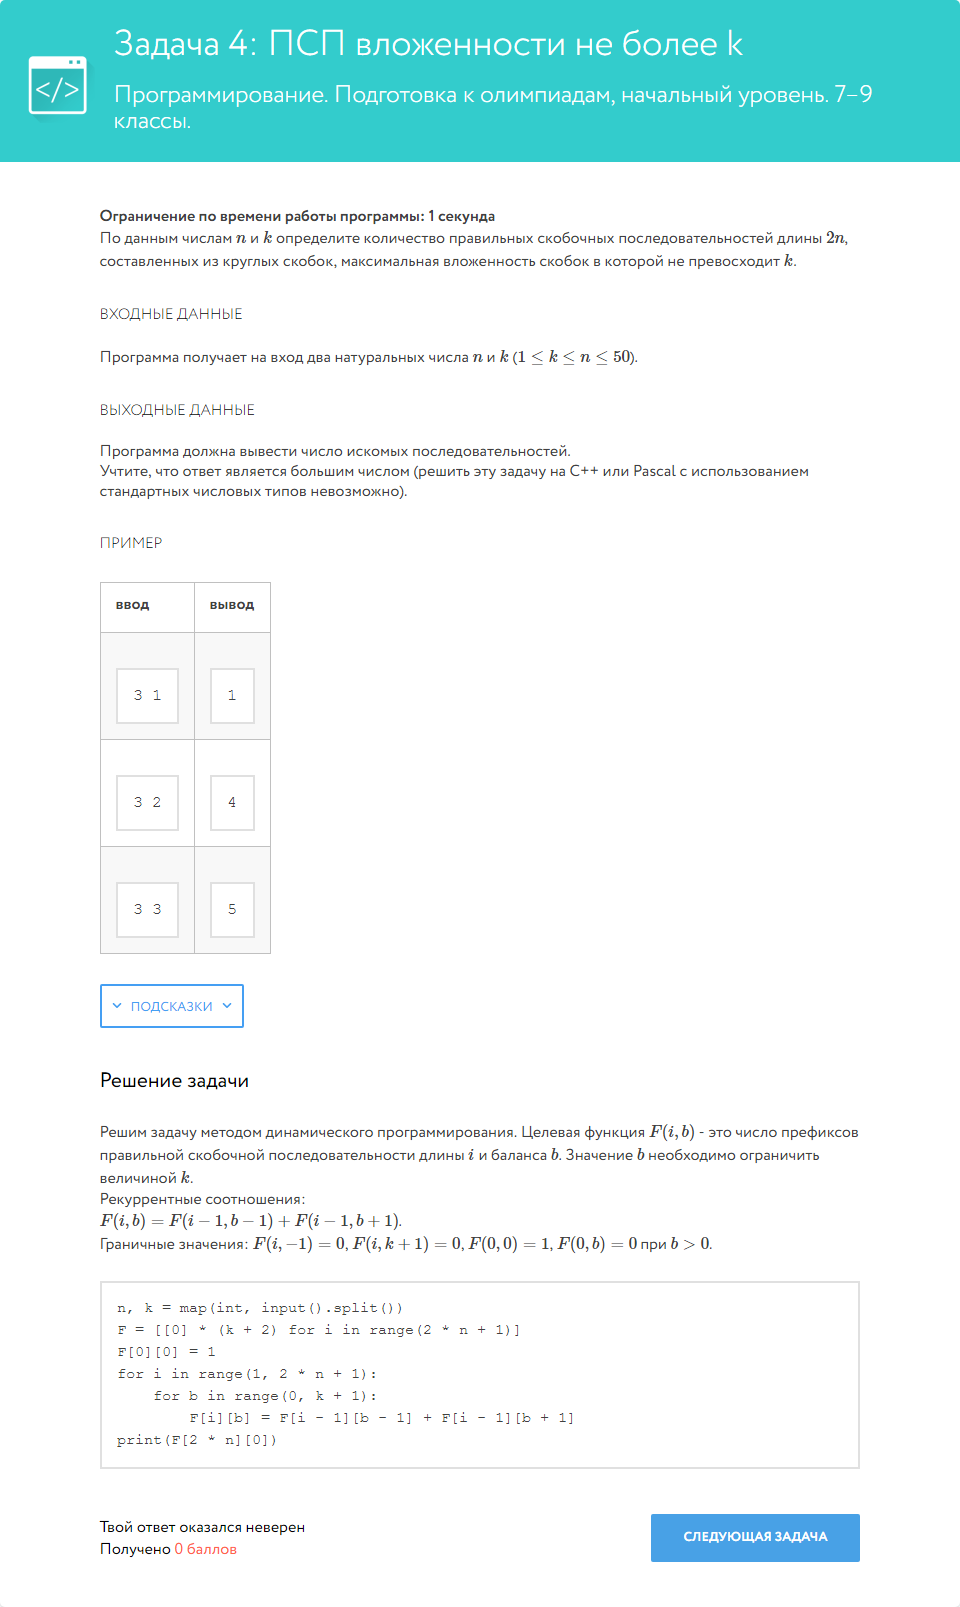 </>
Задача 4: ПСП вложенности не более k
Программирование. Подготовка к олимпиадам, начальный уровень. 7–9
классы.
Ограничение по времени работы программы: 1 секунда
По данным числам n и k определите количество правильных скобочных последовательностей длины 2n,
составленных из круглых скобок, максимальная вложенность скобок в которой не превосходит k.
ВХОДНЫЕ ДАННЫЕ
Программа получает на вход два натуральных числа n и k (1 ≤ k ≤ n ≤ 50).
ВЫХОДНЫЕ ДАННЫЕ
Программа должна вывести число искомых последовательностей.
Учтите, что ответ является большим числом (решить эту задачу на C++ или Pascal с использованием
стандартных числовых типов невозможно).
ПРИМЕР
ввод вывод
3 1 1
3 2 4
3 3 5
ПОДСКАЗКИ
Решение задачи
Решим задачу методом динамического программирования. Целевая функция F(i, b) - это число префиксов
правильной скобочной последовательности длины i и баланса b. Значение b необходимо ограничить
величиной k.
Рекуррентные соотношения:
F(i, b) = F(i − 1, b − 1) + F(i − 1, b + 1).
Граничные значения: F(i, −1) = 0, F(i, k + 1) = 0, F(0, 0) = 1, F(0, b) = 0 при b > 0.
n, k = map(int, input().split())
F = [[0] * (k + 2) for i in range(2 * n + 1)]
F[0][0] = 1
for i in range(1, 2 * n + 1):
    for b in range(0, k + 1):
        F[i][b] = F[i - 1][b - 1] + F[i - 1][b + 1]
print(F[2 * n][0])
Твой ответ оказался неверен
Получено 0 баллов
СЛЕДУЮЩАЯ ЗАДАЧА